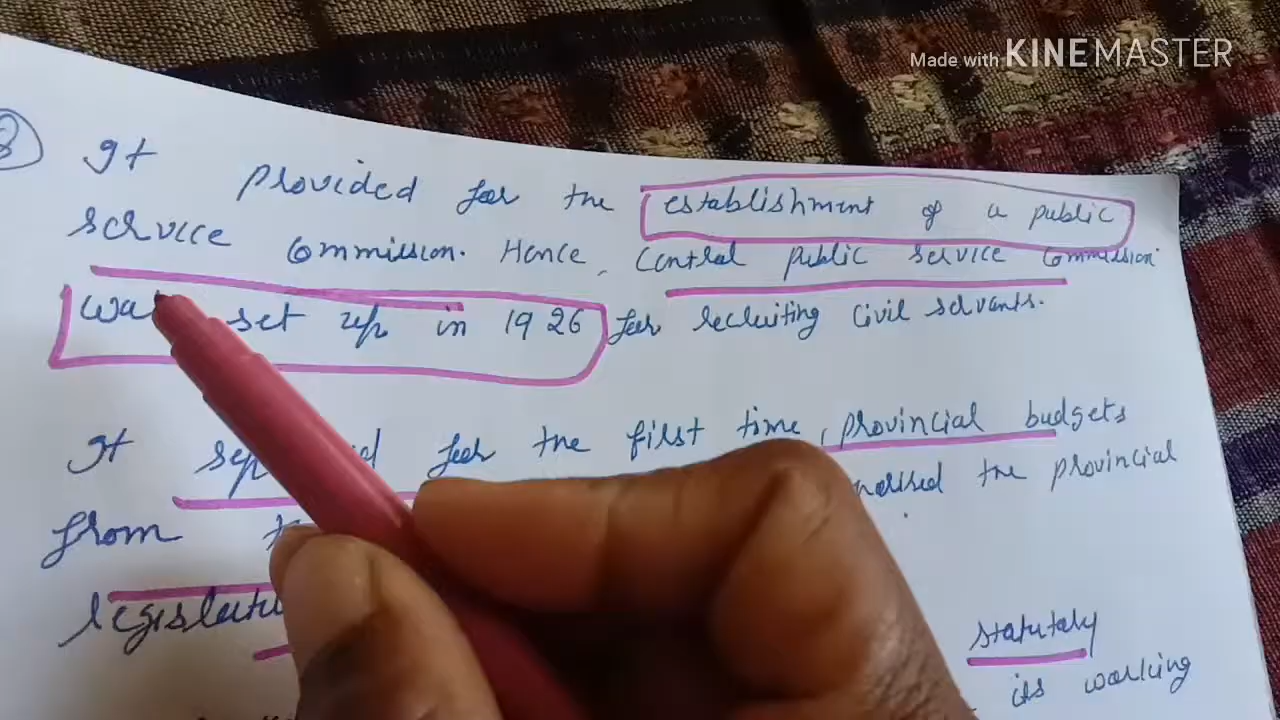 Made with KINEMASTER
8
It provided for the establishment of a public
service Commission. Hence, Central public service Commission
was set up in 1926 for recruiting civil servants.
It for the first time, provincial budgets
from the provincial
statutaly
its working